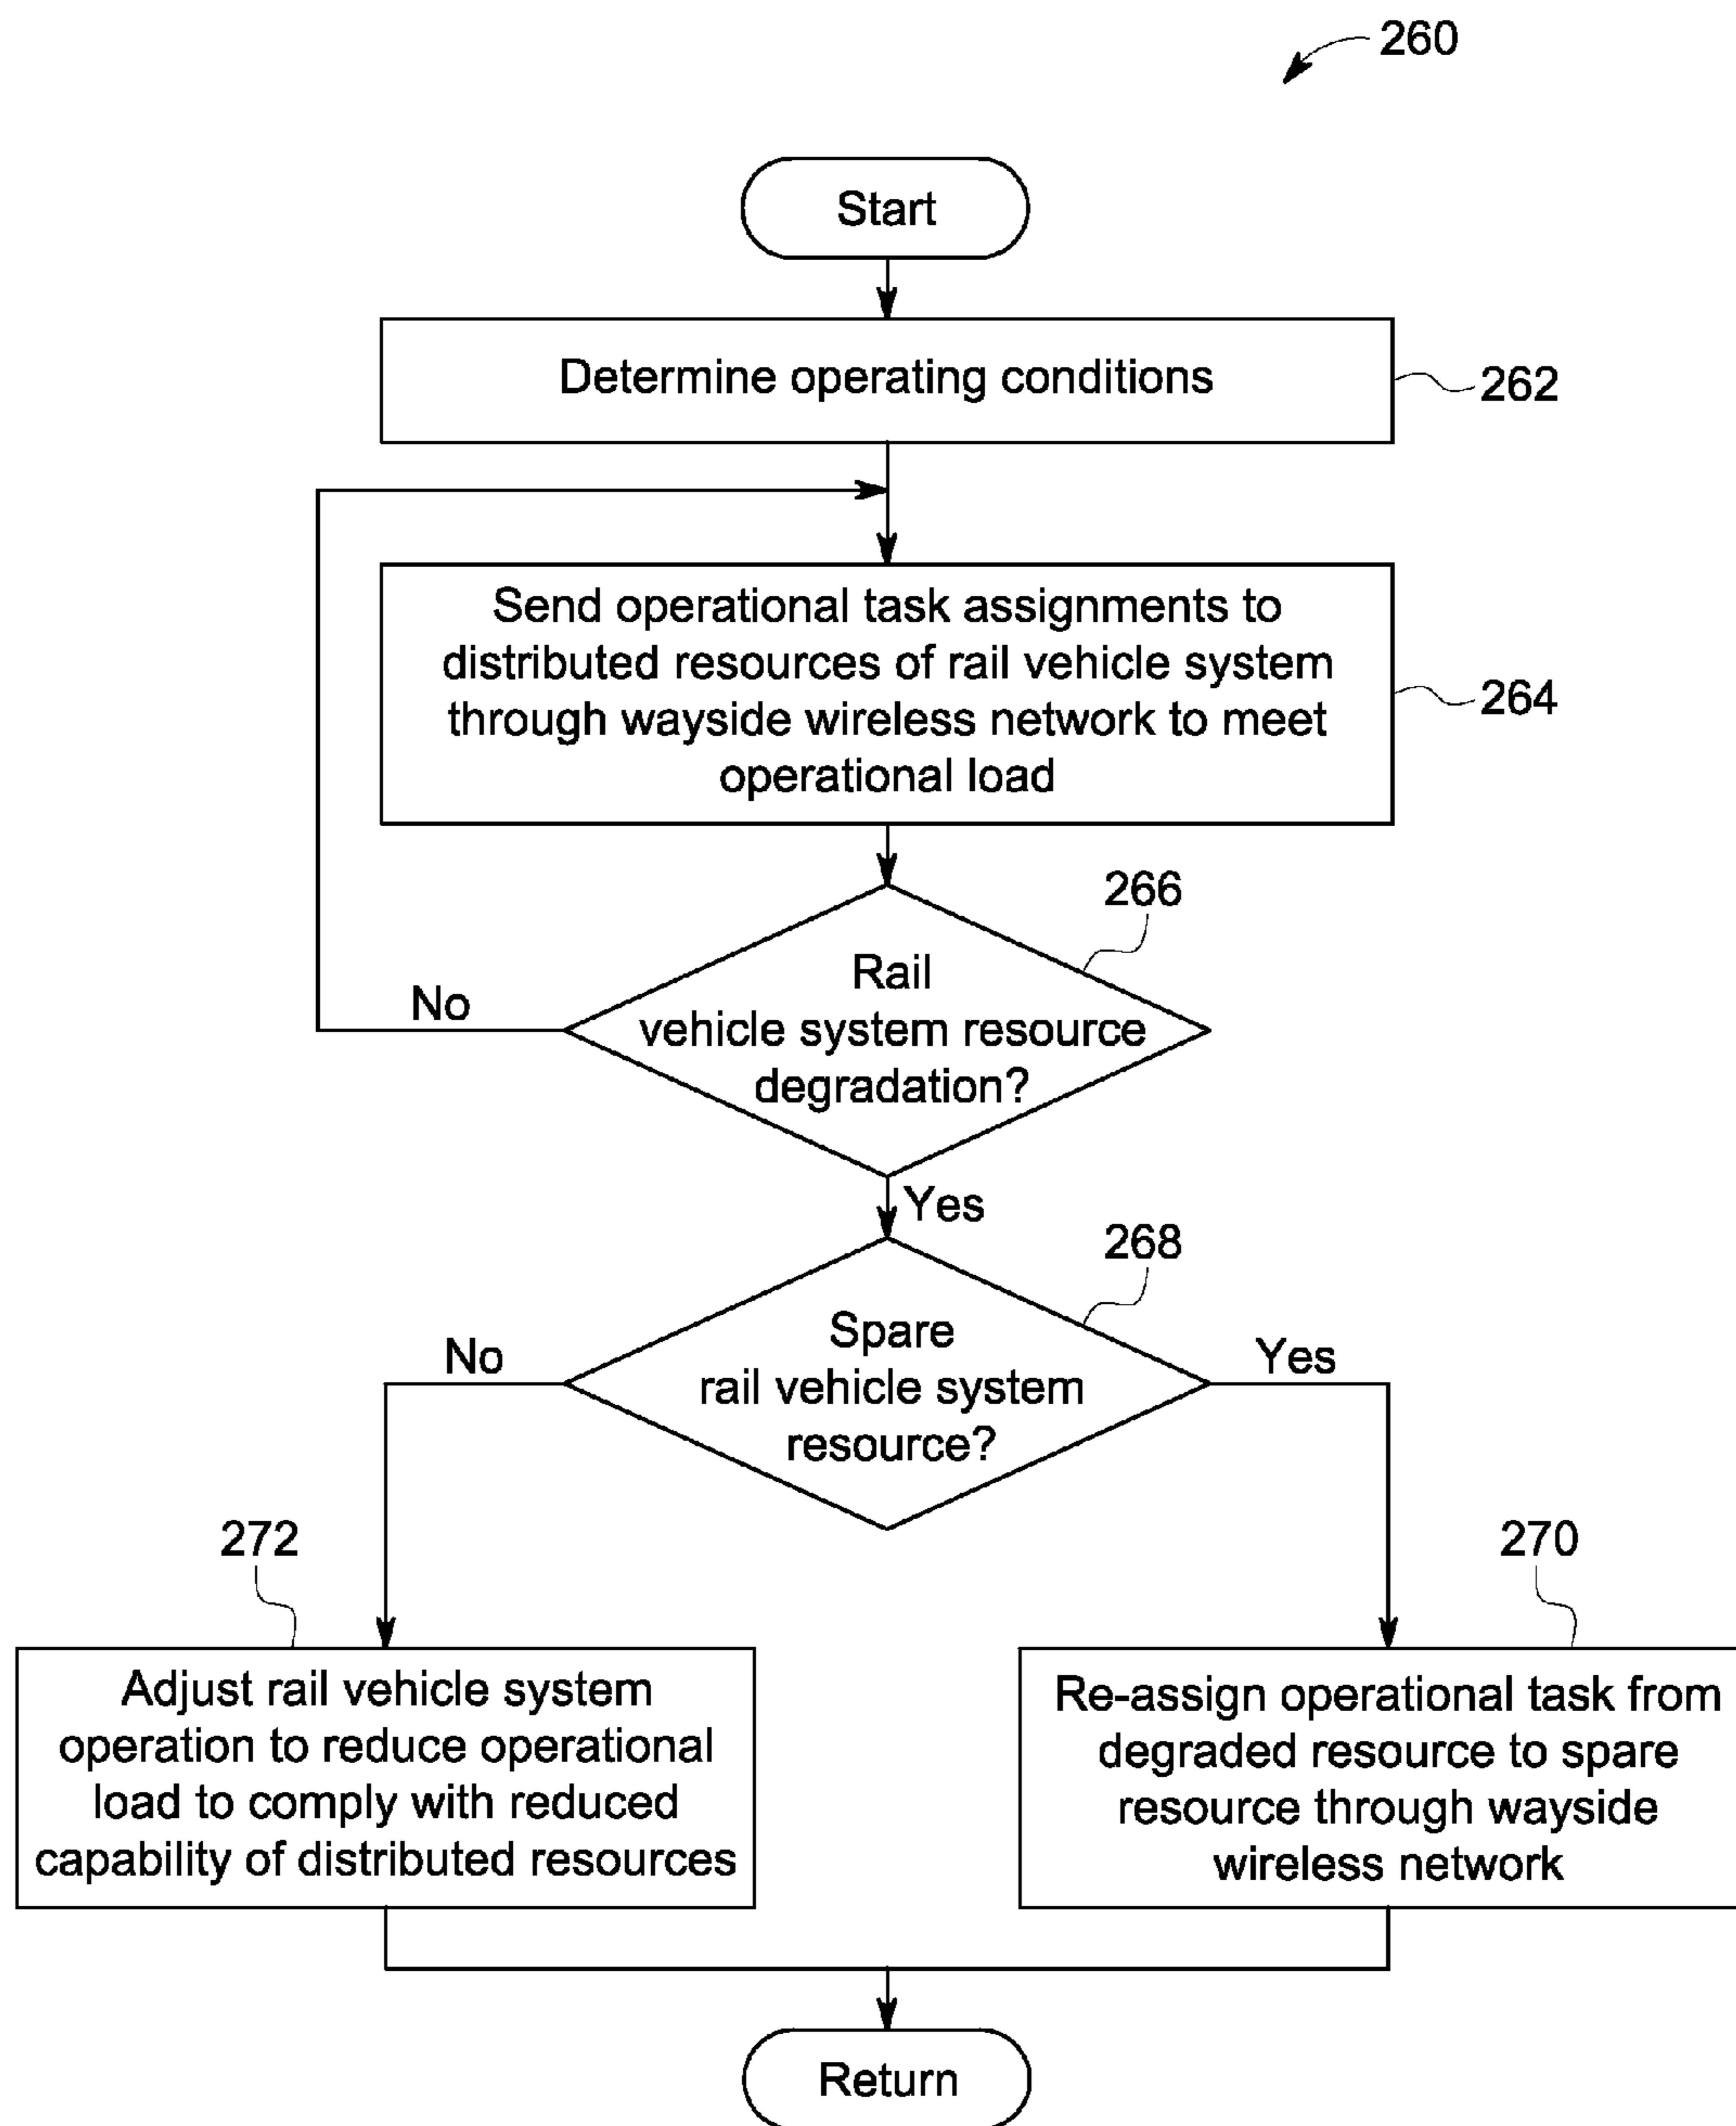 260
Start
Determine operating conditions
262
Send operational task assignments to
distributed resources of rail vehicle system
through wayside wireless network to meet
operational load
264
266
Rail
vehicle system resource
degradation?
No
Yes
268
Spare
rail vehicle system
resource?
No
Yes
272
270
Adjust rail vehicle system
operation to reduce operational
load to comply with reduced
capability of distributed resources
Re-assign operational task from
degraded resource to spare
resource through wayside
wireless network
Return